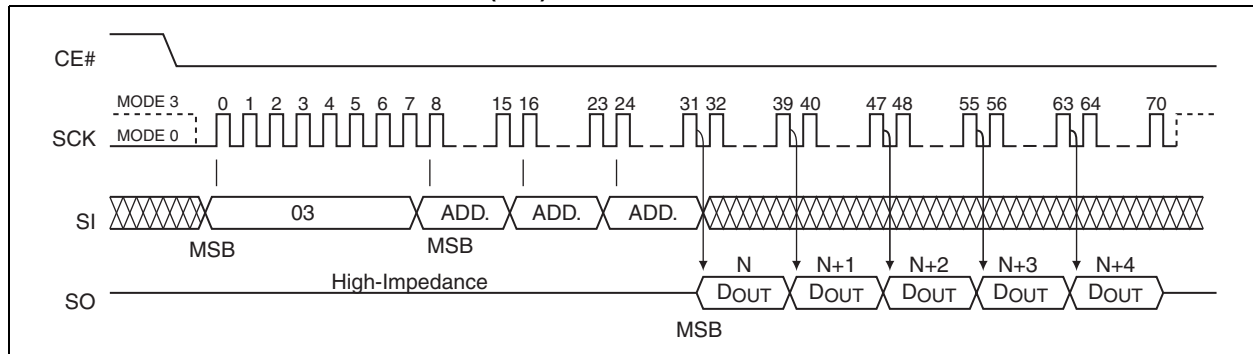 CE#
MODE 3
0 1 2 3 4 5 6 7 8 15 16 23 24 31 32 39 40 47 48 55 56 63 64 70
SCK
MODE 0
SI
03 ADD. ADD. ADD.
MSB MSB
N N+1 N+2 N+3 N+4
High-Impedance
SO
DOUT DOUT DOUT DOUT DOUT
MSB